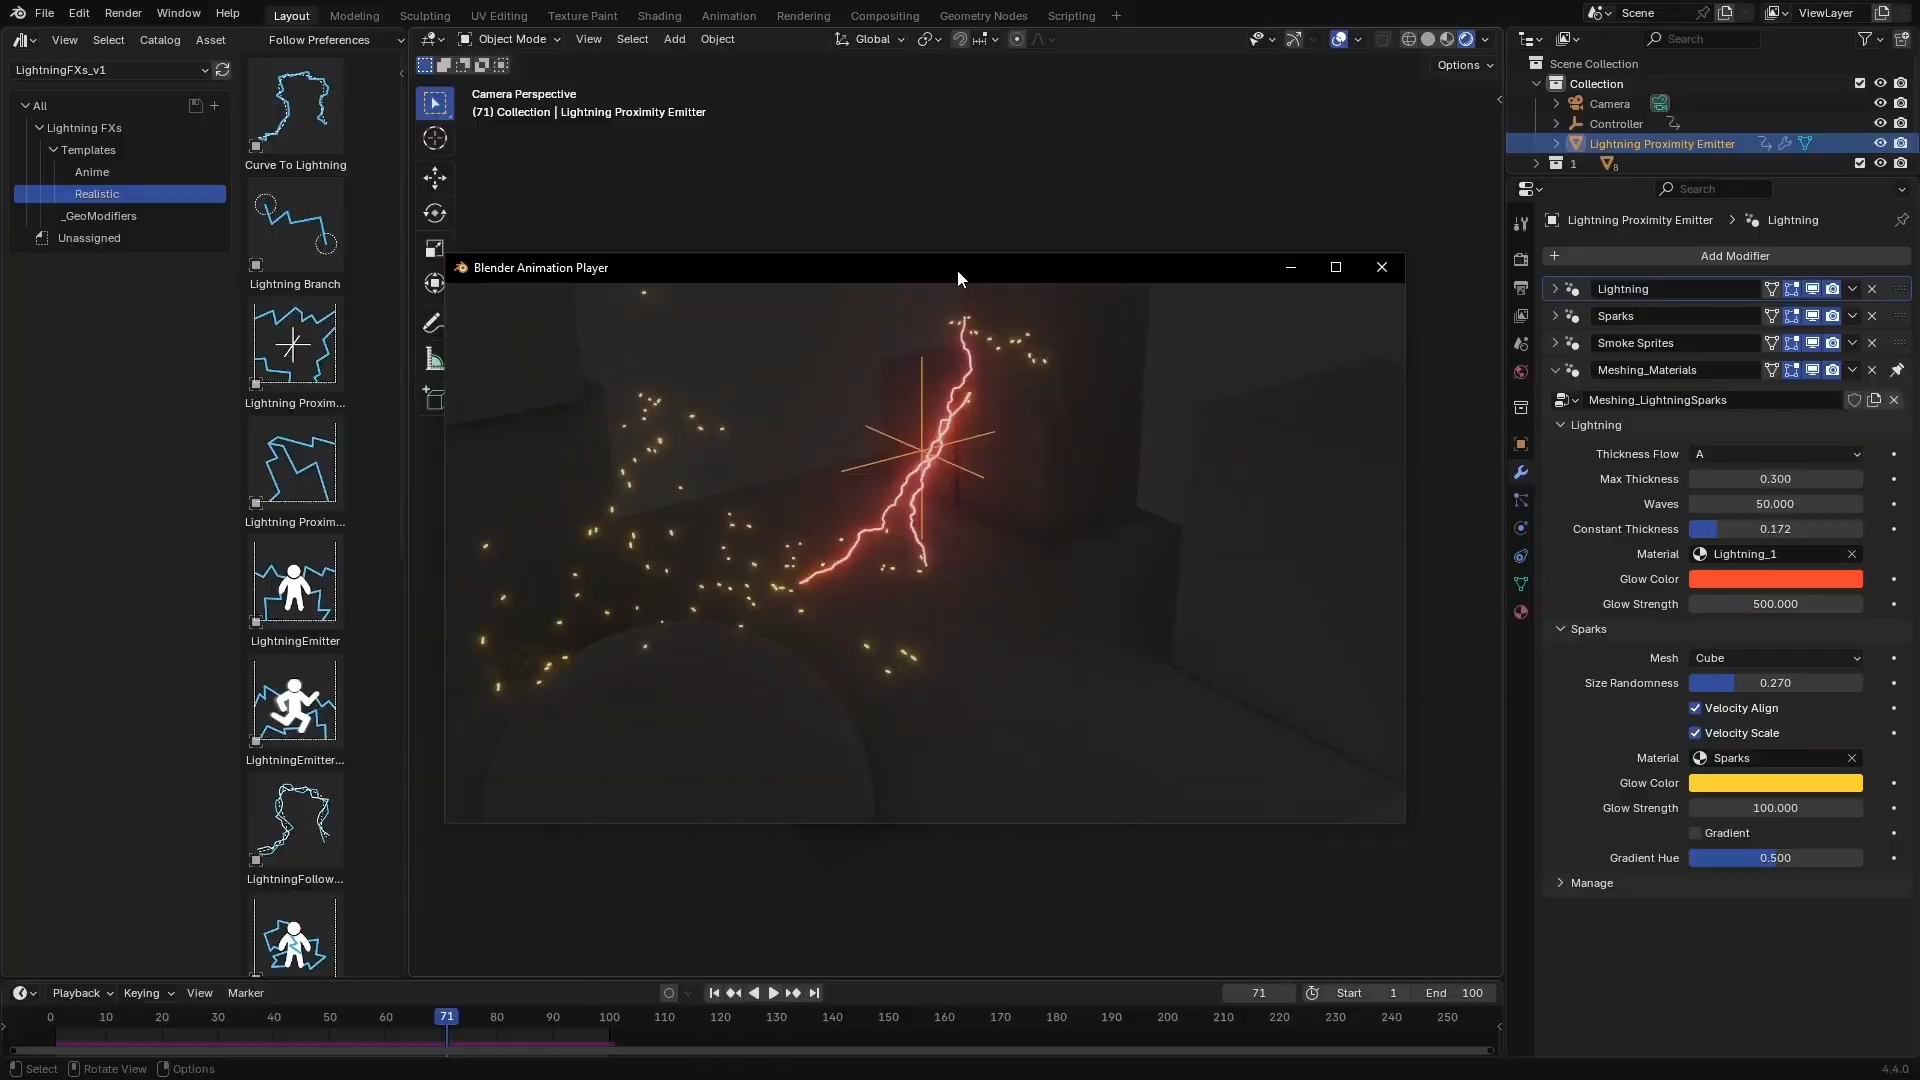 File Edit Render Window Help
Layout Modeling Sculpting UV Editing Texture Paint Shading Animation Rendering Compositing Geometry Nodes Scripting +
Scene
ViewLayer
View Select Catalog Asset Follow Preferences
Object Mode View Select Add Object
Global
Search
LightningFXs_v1
Options
All
Lightning FXs
Templates
Anime
Realistic
_GeoModifiers
Unassigned
Curve To Lightning
Lightning Branch
Lightning Proxim...
Lightning Proxim...
LightningEmitter
LightningEmitter...
LightningFollow...
Camera Perspective
(71) Collection | Lightning Proximity Emitter
Blender Animation Player
Scene Collection
Collection
Camera
Controller
Lightning Proximity Emitter
1 8
Search
Lightning Proximity Emitter > Lightning
+ Add Modifier
Lightning
Sparks
Smoke Sprites
Meshing_Materials
Meshing_LightningSparks
Lightning
Thickness Flow A
Max Thickness 0.300
Waves 50.000
Constant Thickness 0.172
Material Lightning_1
Glow Color
Glow Strength 500.000
Sparks
Mesh Cube
Size Randomness 0.270
Velocity Align
Velocity Scale
Material Sparks
Glow Color
Glow Strength 100.000
Gradient
Gradient Hue 0.500
Manage
Playback Keying View Marker
71 Start 1 End 100
0 10 20 30 40 50 60 71 80 90 100 110 120 130 140 150 160 170 180 190 200 210 220 230 240 250
Select Rotate View Options
4.4.0